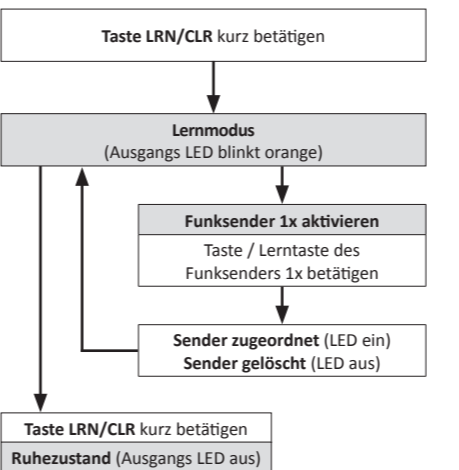 Taste LRN/CLR kurz betätigen
Lernmodus
(Ausgangs LED blinkt orange)
Funksender 1x aktivieren
Taste / Lerntaste des
Funksenders 1x betätigen
Sender zugeordnet (LED ein)
Sender gelöscht (LED aus)
Taste LRN/CLR kurz betätigen
Ruhezustand (Ausgangs LED aus)